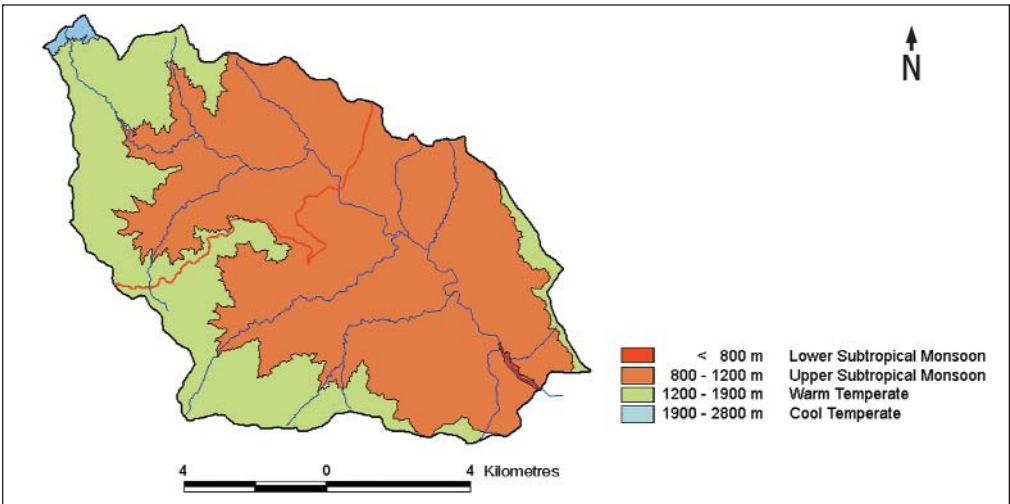 N
< 800 m Lower Subtropical Monsoon
800 - 1200 m Upper Subtropical Monsoon
1200 - 1900 m Warm Temperate
1900 - 2800 m Cool Temperate
4 0 4 Kilometres